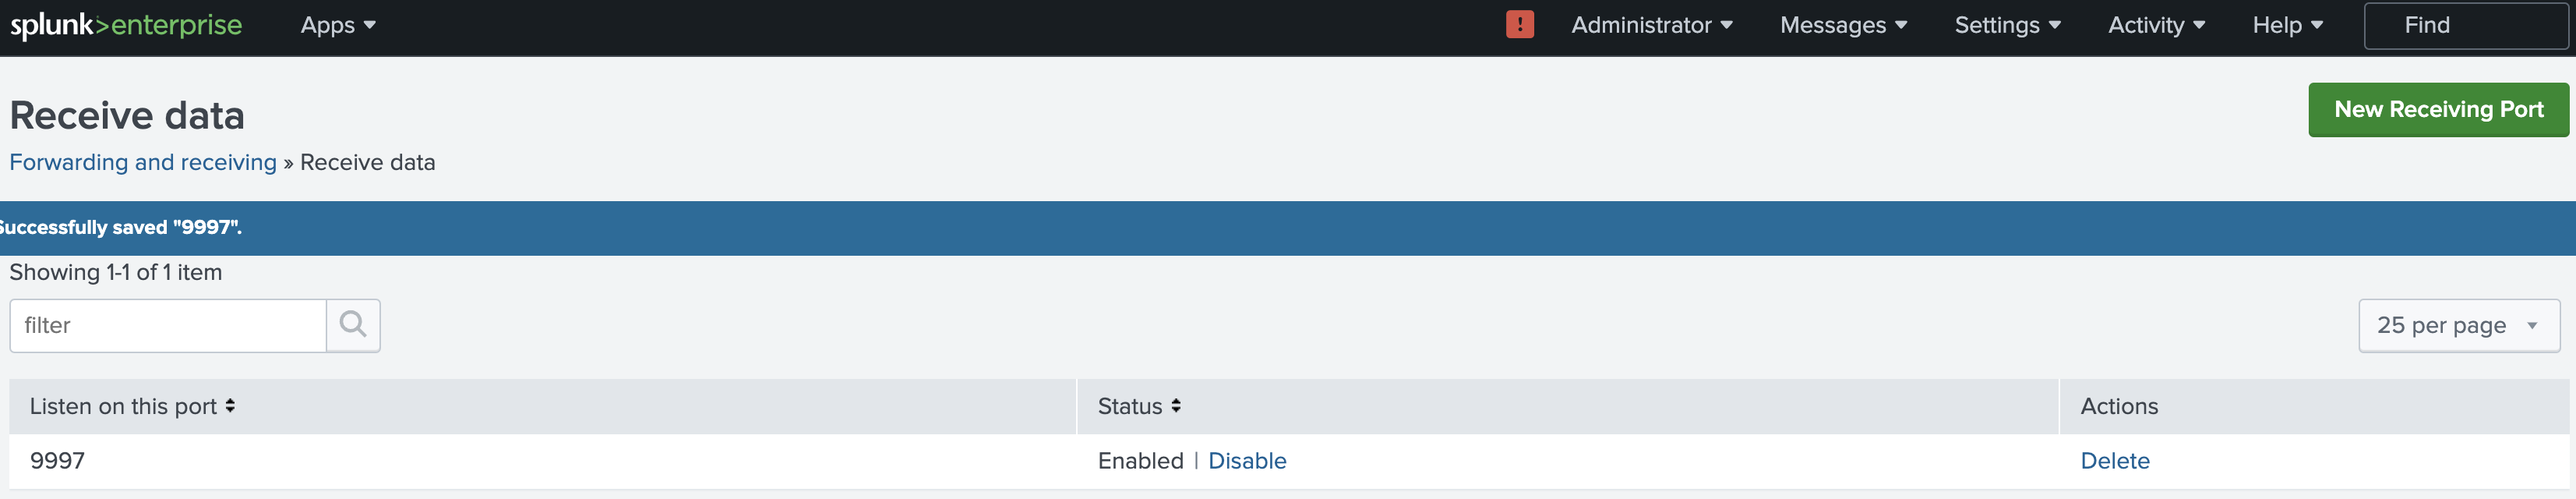 splunk>enterprise Apps ! Administrator Messages Settings Activity Help Find
Receive data
New Receiving Port
Forwarding and receiving » Receive data
Successfully saved "9997".
Showing 1-1 of 1 item
filter
25 per page
Listen on this port Status Actions
9997 Enabled | Disable Delete